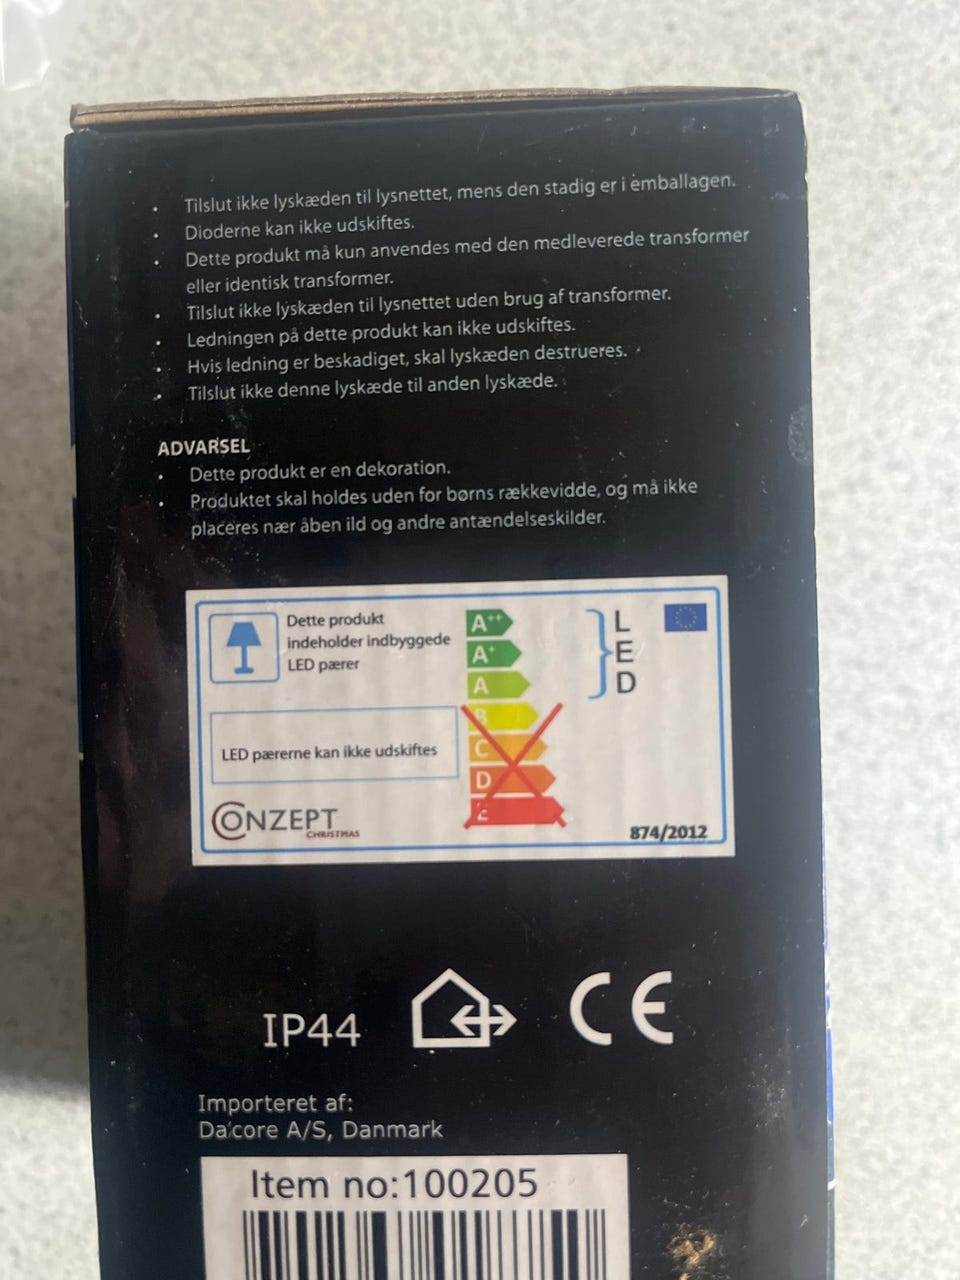 · Tilslut ikke lyskæden til lysnettet, mens den stadig er i emballagen.
· Dioderne kan ikke udskiftes.
· Dette produkt må kun anvendes med den medleverede transformer
eller identisk transformer.
· Tilslut ikke lyskæden til lysnettet uden brug af transformer.
· Ledningen på dette produkt kan ikke udskiftes.
· Hvis ledning er beskadiget, skal lyskæden destrueres.
· Tilslut ikke denne lyskæde til anden lyskæde.
ADVARSEL
· Dette produkt er en dekoration.
· Produktet skal holdes uden for børns rækkevidde, og må ikke
placeres nær åben ild og andre antændelseskilder.
Dette produkt
indeholder indbyggede
LED pærer
LED pærerne kan ikke udskiftes
CONZEPT
CHRISTMAS
A++
A+
A
B
C
D
E
L
E
D
874/2012
IP44
CE
Importeret af:
Da'core A/S, Danmark
Item no:100205